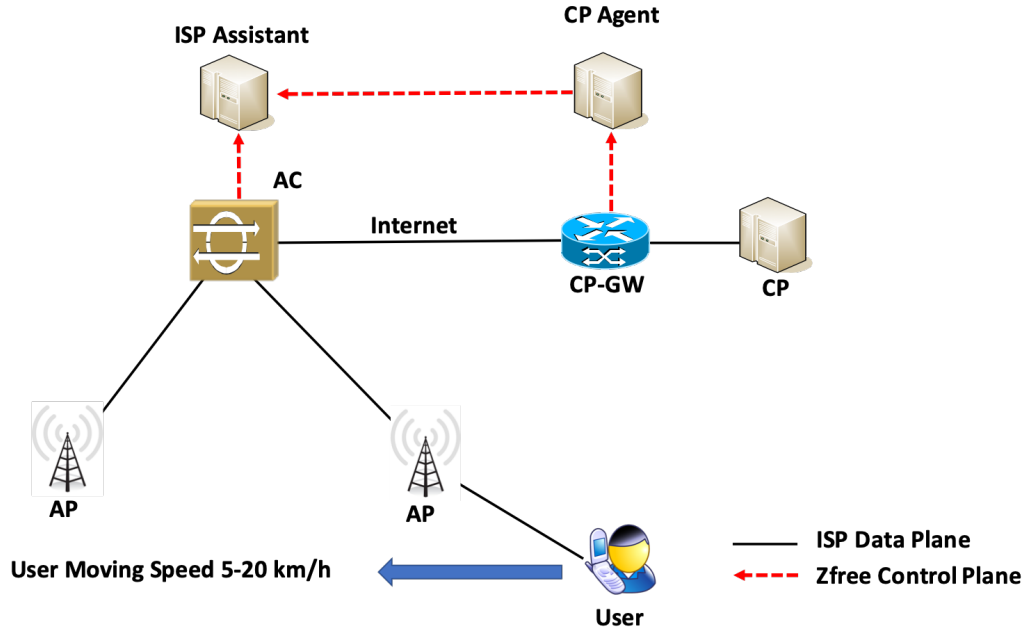 CP Agent
ISP Assistant
AC
Internet
CP-GW
CP
AP
AP
ISP Data Plane
User Moving Speed 5-20 km/h
Zfree Control Plane
User